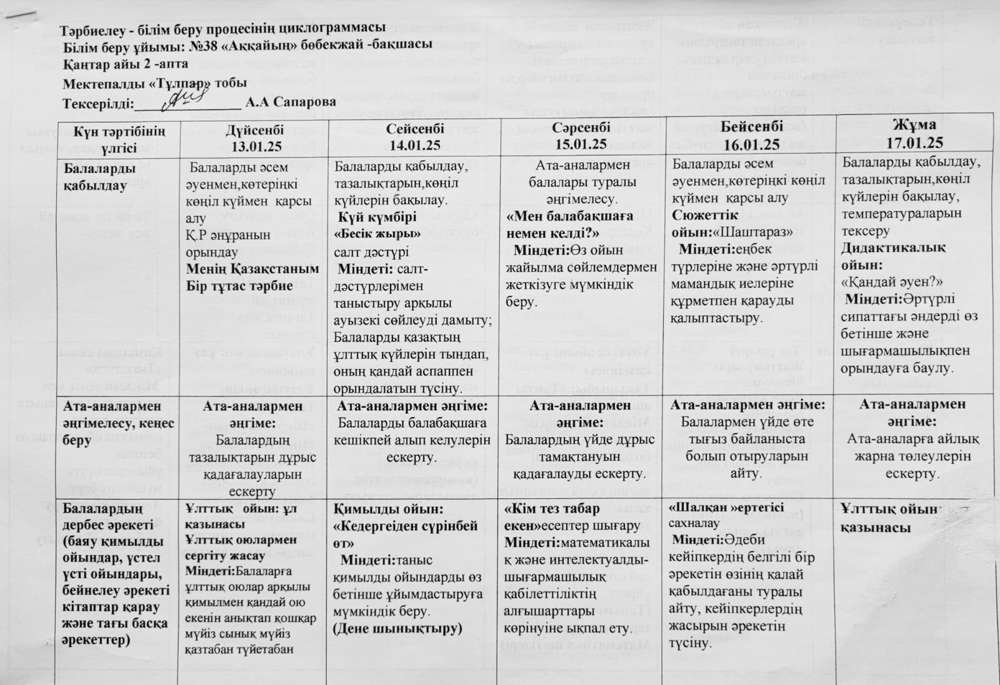 Тәрбиелеу - білім беру процесінің циклограммасы
Білім беру ұйымы: №38 «Аққайың» бөбекжай -бақшасы
Қаңтар айы 2 -апта
Мектепалды «Тұлпар» тобы
Тексерілді:______________ А.А Сапарова
Күн тәртібінің
үлгісі
Дүйсенбі
13.01.25
Сейсенбі
14.01.25
Сәрсенбі
15.01.25
Бейсенбі
16.01.25
Жұма
17.01.25
Балаларды
қабылдау
Балаларды әсем
әуенмен,көтеріңкі
көңіл күймен қарсы
алу
Қ.Р әнұранын
орындау
Менің Қазақстаным
Бір тұтас тәрбие
Балаларды қабылдау,
тазалықтарын,көңіл
күйлерін бақылау.
Күй күмбірі
«Бесік жыры»
салт дәстүрі
Міндеті: салт-
дәстүрлерімен
таныстыру арқылы
ауызекі сөйлеуді дамыту;
Балаларды қазақтың
ұлттық күйлерін тындап,
оның қандай аспаппен
орындалатын түсіну.
Ата-аналармен
балалары туралы
әңгімелесу.
«Мен балабақшаға
немен келді?»
Міндеті:Өз ойын
жайылма сөйлемдермен
жеткізуге мүмкіндік
беру.
Балаларды әсем
әуенмен,көтеріңкі көңіл
күймен қарсы алу
Сюжеттік
ойын:«Шаштараз»
Міндеті:еңбек
түрлеріне және әртүрлі
мамандық иелеріне
құрметпен қарауды
қалыптастыру.
Балаларды қабылдау,
тазалықтарын,көңіл
күйлерін бақылау,
температураларын
тексеру
Дидактикалық
ойын:
«Қандай әуен?»
Міндеті:Әртүрлі
сипаттағы әндерді өз
бетінше және
шығармашылықпен
орындауға баулу.
Ата-аналармен
әңгімелесу, кеңес
беру
Ата-аналармен
әңгіме:
Балалардың
тазалықтарын дұрыс
қадағалауларын
ескерту
Ата-аналармен әңгіме:
Балаларды балабақшаға
кешікпей алып келулерін
ескерту.
Ата-аналармен
әңгіме:
Балалардың үйде дұрыс
тамақтануын
қадағалауды ескерту.
Ата-аналармен әңгіме:
Балалармен үйде өте
тығыз байланыста
болып отыруларын
айту.
Ата-аналармен
әңгіме:
Ата-аналарға айлық
жарна төлеулерін
ескерту.
Балалардың
дербес әрекеті
(баяу қимылды
ойындар, үстел
үсті ойындары,
бейнелеу әрекеті
кітаптар қарау
және тағы басқа
әрекеттер)
Ұлттық ойын: ұл
қазынасы
Ұлттық оюлармен
сергіту жасау
Міндеті:Балаларға
ұлттық оюлар арқылы
қимылмен қандай ою
екенін анықтап қошқар
мүйіз сынық мүйіз
қазтабан түйетабан
Қимылды ойын:
«Кедергеіден сүрінбей
өт»
Міндеті:таныс
қимылды ойындарды өз
бетінше ұйымдастыруға
мүмкіндік беру.
(Дене шынықтыру)
«Кім тез табар
екен»есептер шығару
Міндеті:математикалы
қ және интелектуалды-
шығармашылық
қабілеттіліктің
алғышарттары
көрінуіне ықпал ету.
«Шалқан »ертегісі
сахналау
Міндеті:Әдеби
кейіпкердің белгілі бір
әрекетін өзінің қалай
қабылдағаны туралы
айту, кейіпкерлердің
жасырын әрекетін
түсіну.
Ұлттық ойын:
қазынасы